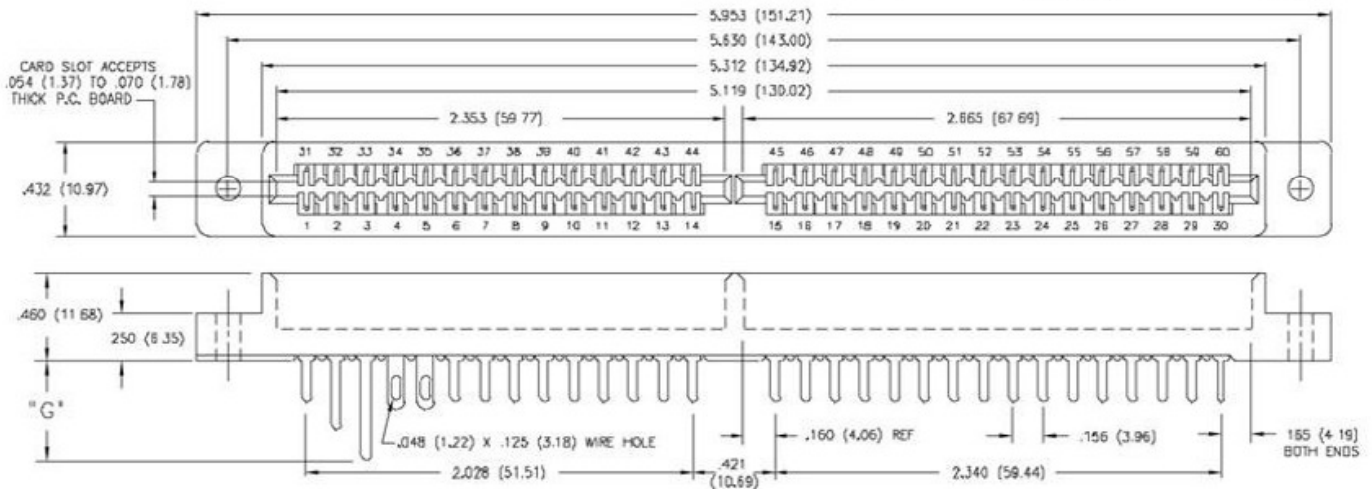 5.953 (151.21)
5.630 (143.00)
5.312 (134.92)
5.119 (130.02)
CARD SLOT ACCEPTS
.054 (1.37) TO .070 (1.78)
THICK P.C. BOARD
2.353 (59.77)
2.665 (67.69)
31 32 33 34 35 36 37 38 39 40 41 42 43 44 45 46 47 48 49 50 51 52 53 54 55 56 57 58 59 60
.432 (10.97)
1 2 3 4 5 6 7 8 9 10 11 12 13 14 15 16 17 18 19 20 21 22 23 24 25 26 27 28 29 30
.460 (11 68)
250 (6.35)
"G"
.048 (1.22) X .125 (3.18) WIRE HOLE
.160 (4.06) REF
.156 (3.96)
165 (4 19)
BOTH ENDS
2.028 (51.51)
.421
(10.69)
2.340 (59.44)